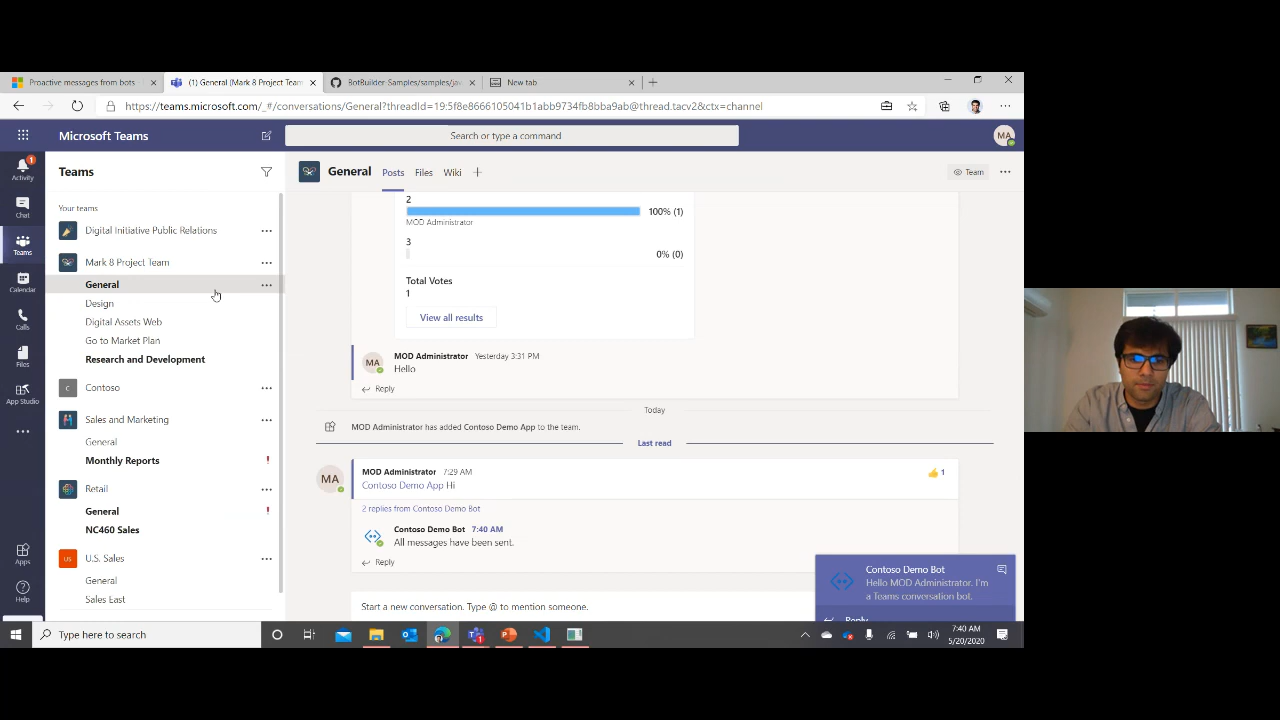 Proactive messages from bots
(1) General (Mark 8 Project Team
BotBuilder-Samples/samples/ja
New tab
https://teams.microsoft.com/_#/conversations/General?threadId=19:5f8e8666105041b1abb9734fb8bba9ab@thread.tacv2&ctx=channel
Microsoft Teams
Search or type a command
MA
Activity
1
Chat
Teams
Calendar
Calls
Files
App Studio
Apps
Help
Teams
Your teams
Digital Initiative Public Relations
Mark 8 Project Team
General
Design
Digital Assets Web
Go to Market Plan
Research and Development
C
Contoso
Sales and Marketing
General
Monthly Reports
!
Retail
General
!
NC460 Sales
US
U.S. Sales
General
Sales East
General
Posts
Files
Wiki
Team
2
100% (1)
MOD Administrator
3
0% (0)
Total Votes
1
View all results
MA
MOD Administrator Yesterday 3:31 PM
Hello
Reply
Today
MOD Administrator has added Contoso Demo App to the team.
Last read
MA
MOD Administrator 7:29 AM
1
Contoso Demo App Hi
2 replies from Contoso Demo Bot
Contoso Demo Bot 7:40 AM
All messages have been sent.
Reply
Start a new conversation. Type @ to mention someone.
Contoso Demo Bot
Hello MOD Administrator. I'm
a Teams conversation bot.
Reply
Type here to search
7:40 AM
5/20/2020